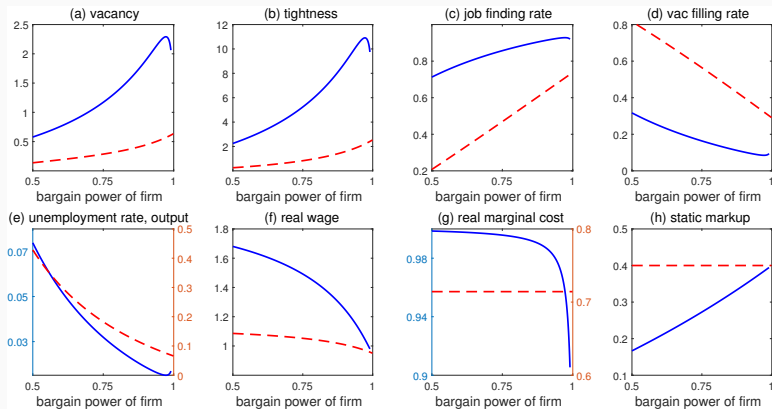 (a) vacancy
2.5
2
1.5
1
0.5
0.5 0.75 1
bargain power of firm
(b) tightness
12
10
8
6
4
2
0.5 0.75 1
bargain power of firm
(c) job finding rate
1
0.8
0.6
0.4
0.2
0.5 0.75 1
bargain power of firm
(d) vac filling rate
0.8
0.6
0.4
0.2
0
0.5 0.75 1
bargain power of firm
(e) unemployment rate, output
0.07
0.05
0.03
0.5
0.4
0.3
0.2
0.1
0
0.5 0.75 1
bargain power of firm
(f) real wage
1.8
1.6
1.4
1.2
1
0.5 0.75 1
bargain power of firm
(g) real marginal cost
0.98
0.94
0.9
0.8
0.7
0.6
0.5 0.75 1
bargain power of firm
(h) static markup
0.5
0.4
0.3
0.2
0.1
0.5 0.75 1
bargain power of firm